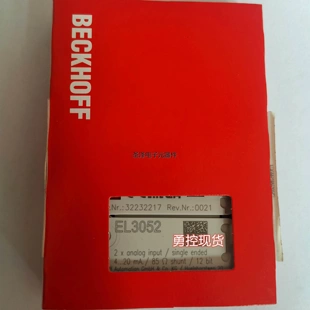 BECKHOFF
Nr.:32232217 Rev.Nr.:0021
EL3052
勇控现货
2 x analog input / single ended
4...20 mA / 85 Ω shunt / 12 bit